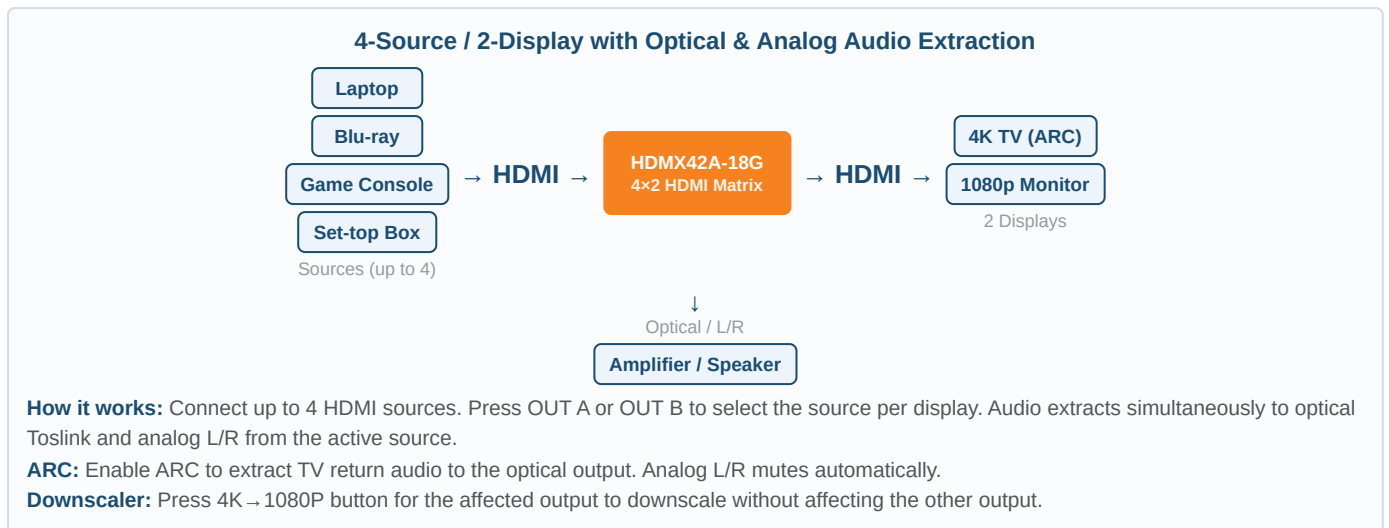 4-Source / 2-Display with Optical & Analog Audio Extraction
Laptop
Blu-ray
Game Console
Set-top Box
Sources (up to 4)
→ HDMI →
HDMX42A-18G
4×2 HDMI Matrix
→ HDMI →
4K TV (ARC)
1080p Monitor
2 Displays
↓
Optical / L/R
Amplifier / Speaker
How it works: Connect up to 4 HDMI sources. Press OUT A or OUT B to select the source per display. Audio extracts simultaneously to optical
Toslink and analog L/R from the active source.
ARC: Enable ARC to extract TV return audio to the optical output. Analog L/R mutes automatically.
Downscaler: Press 4K→1080P button for the affected output to downscale without affecting the other output.